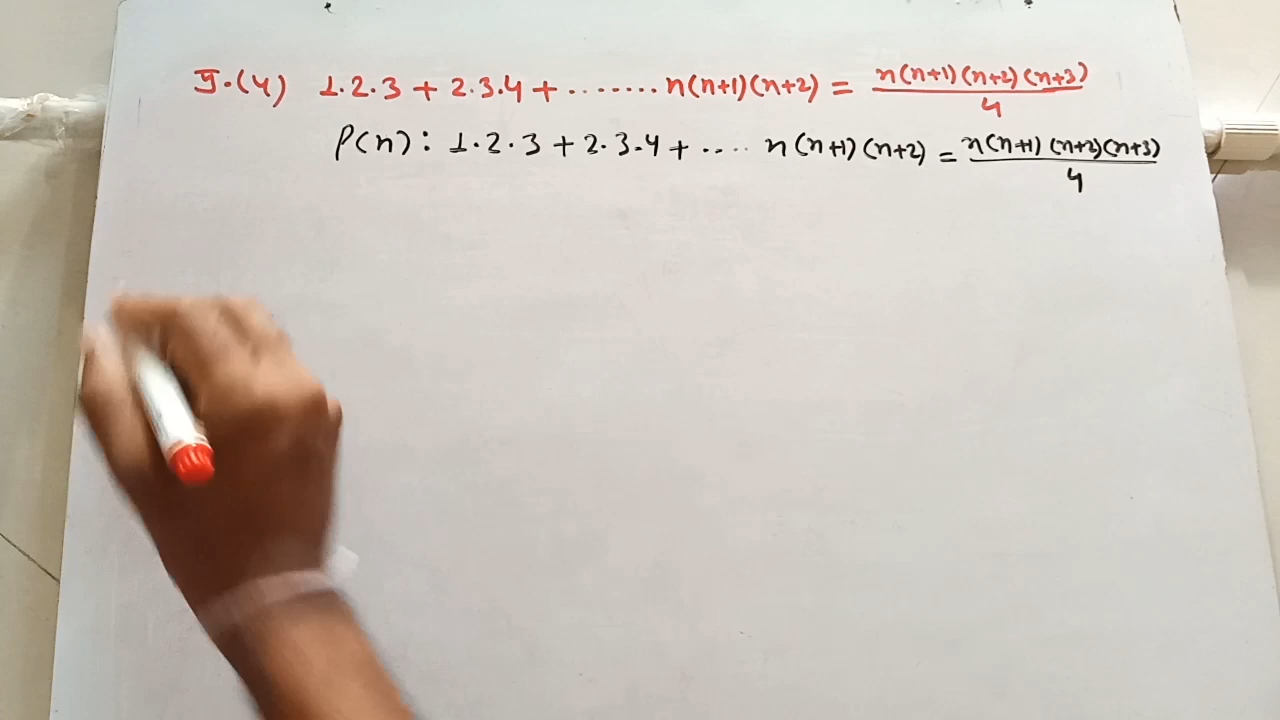 प्र.(4) 1.2.3 + 2.3.4 + ....... n(n+1)(n+2) = n(n+1)(n+2)(n+3)/4
P(n) : 1.2.3 + 2.3.4 + .... n(n+1)(n+2) = n(n+1)(n+2)(n+3)/4